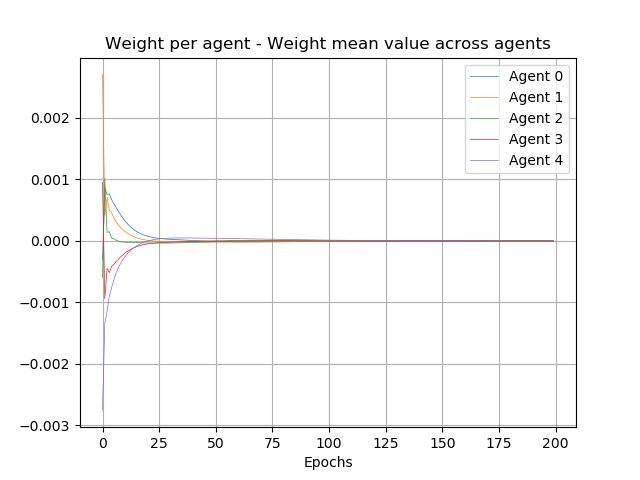 Weight per agent - Weight mean value across agents
Agent 0
Agent 1
Agent 2
Agent 3
Agent 4
0.002
0.001
0.000
−0.001
−0.002
−0.003
0 25 50 75 100 125 150 175 200
Epochs